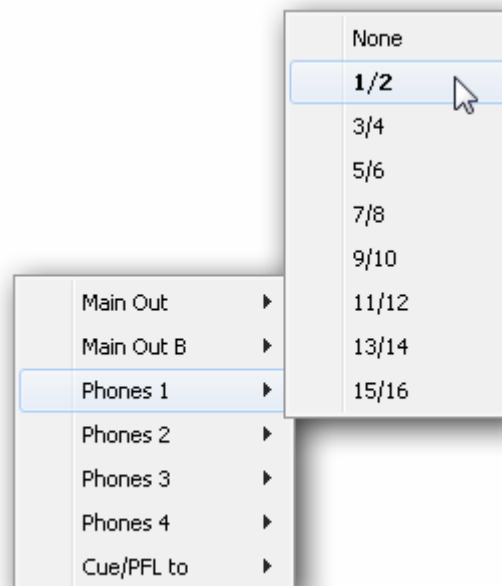 None
1/2
3/4
5/6
7/8
9/10
11/12
13/14
15/16
Main Out
Main Out B
Phones 1
Phones 2
Phones 3
Phones 4
Cue/PFL to